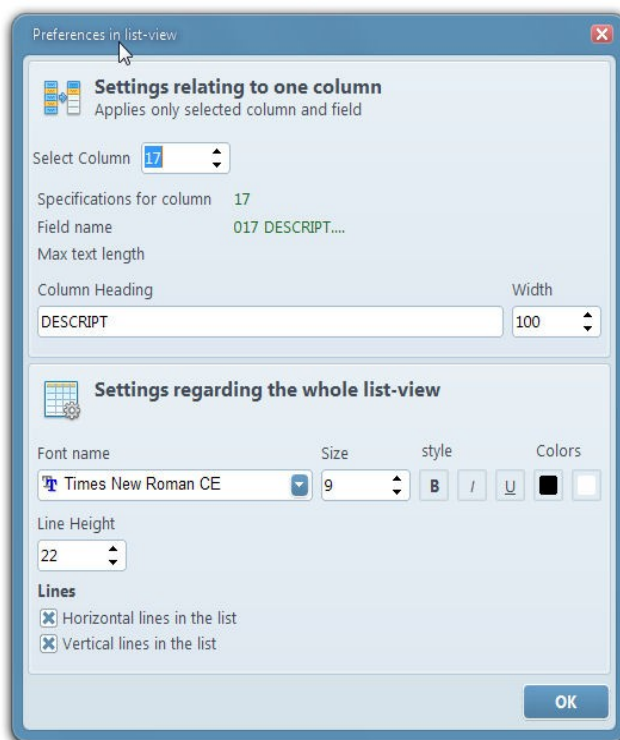 Preferences in list-view
Settings relating to one column
Applies only selected column and field
Select Column 17
Specifications for column 17
Field name 017 DESCRIPT....
Max text length
Column Heading Width
DESCRIPT 100
Settings regarding the whole list-view
Font name Size style Colors
Times New Roman CE 9 B I U
Line Height
22
Lines
Horizontal lines in the list
Vertical lines in the list
OK